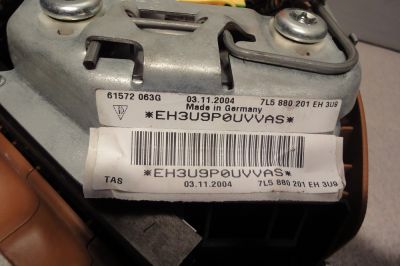 61572 063G 03.11.2004 7L5 880 201 EH 3U9
Made in Germany
*EH3U9P0UVVAS*
*EH3U9P0UVVAS*
TAS 03.11.2004 7L5 880 201 EH 3U9